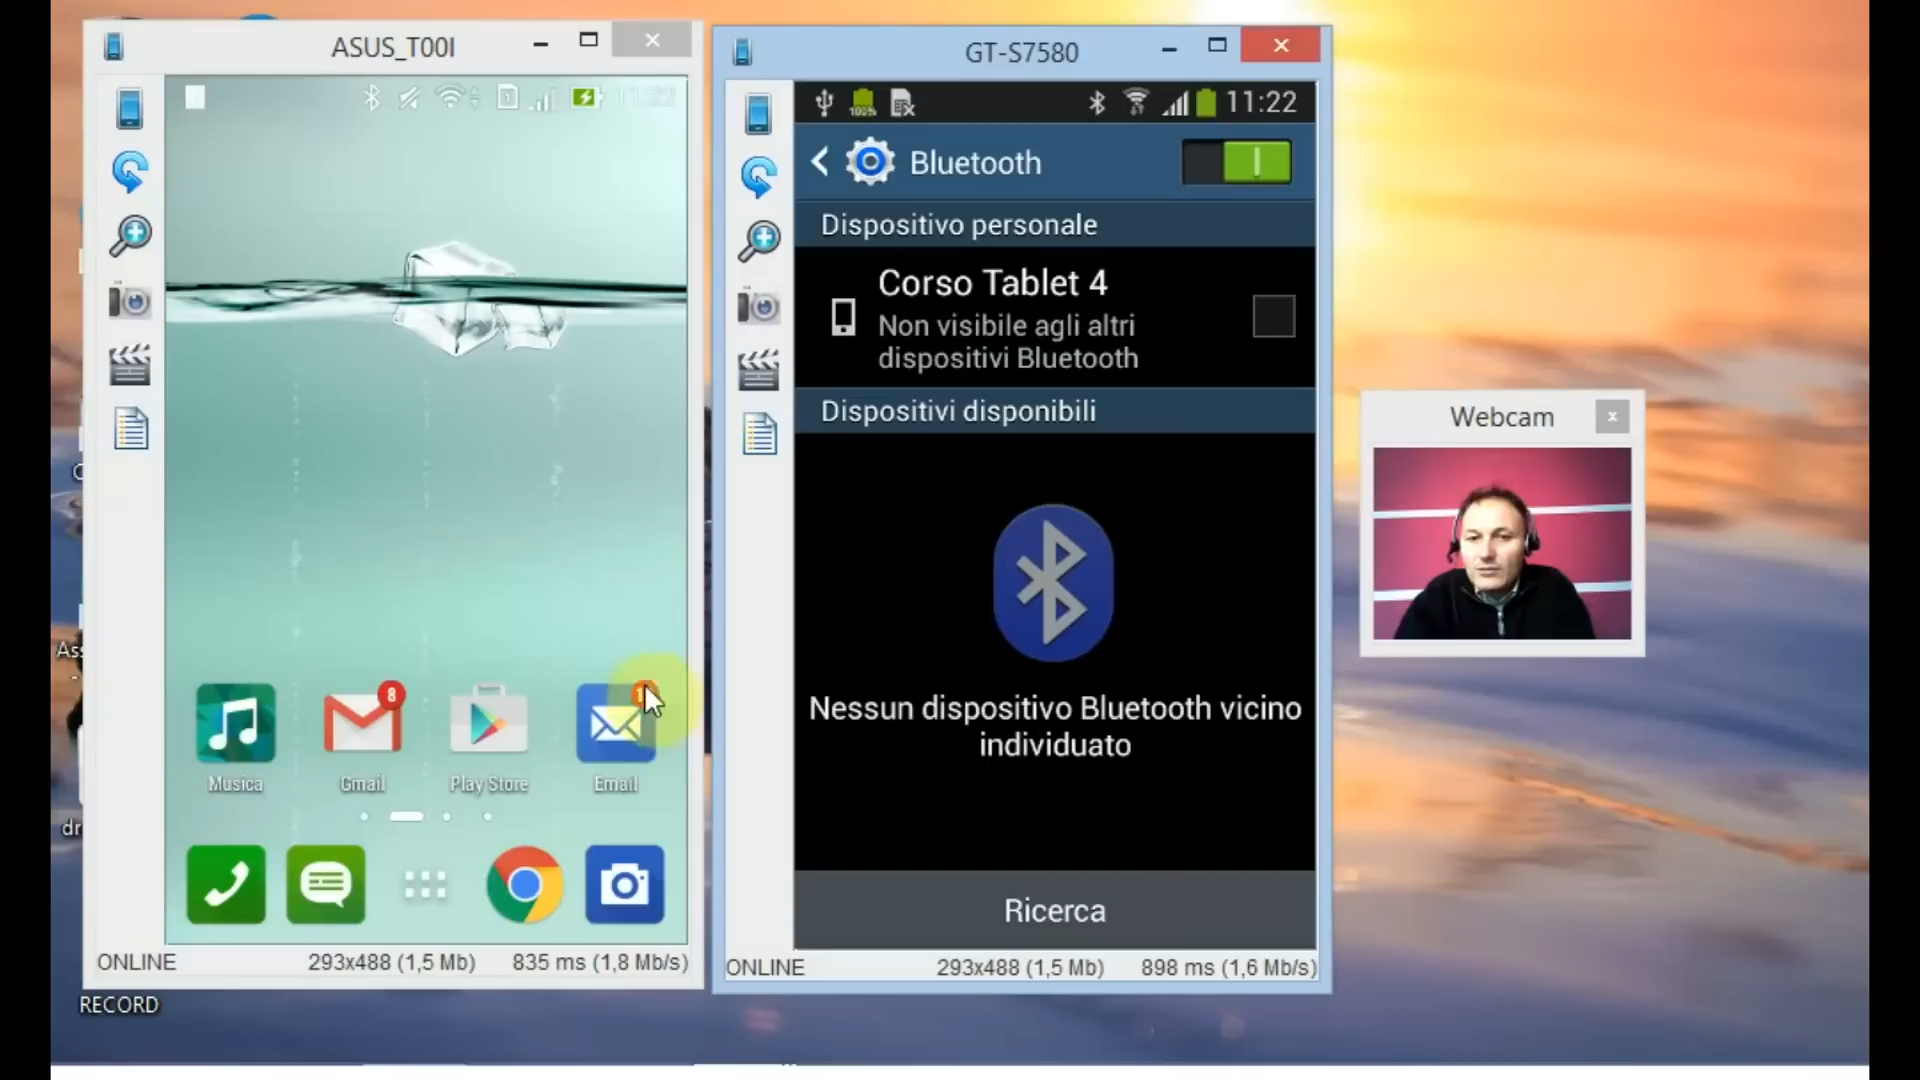 ASUS_T00I
8
Musica
Gmail
Play Store
Email
ONLINE
293x488 (1,5 Mb)
835 ms (1,8 Mb/s)
RECORD
GT-S7580
100%
11:22
Bluetooth
Dispositivo personale
Corso Tablet 4
Non visibile agli altri
dispositivi Bluetooth
Dispositivi disponibili
Nessun dispositivo Bluetooth vicino
individuato
Ricerca
ONLINE
293x488 (1,5 Mb)
898 ms (1,6 Mb/s)
Webcam